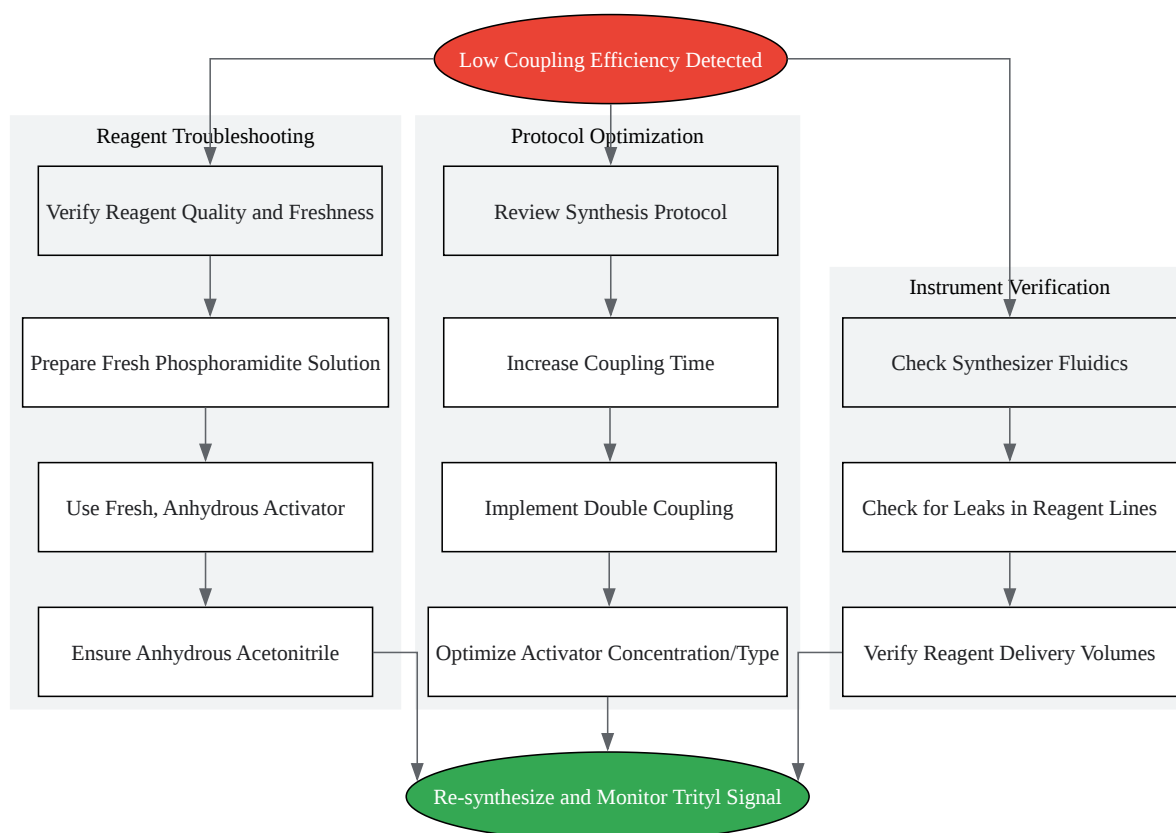 Low Coupling Efficiency Detected
Reagent Troubleshooting
Verify Reagent Quality and Freshness
Prepare Fresh Phosphoramidite Solution
Use Fresh, Anhydrous Activator
Ensure Anhydrous Acetonitrile
Protocol Optimization
Review Synthesis Protocol
Increase Coupling Time
Implement Double Coupling
Optimize Activator Concentration/Type
Instrument Verification
Check Synthesizer Fluidics
Check for Leaks in Reagent Lines
Verify Reagent Delivery Volumes
Re-synthesize and Monitor Trityl Signal